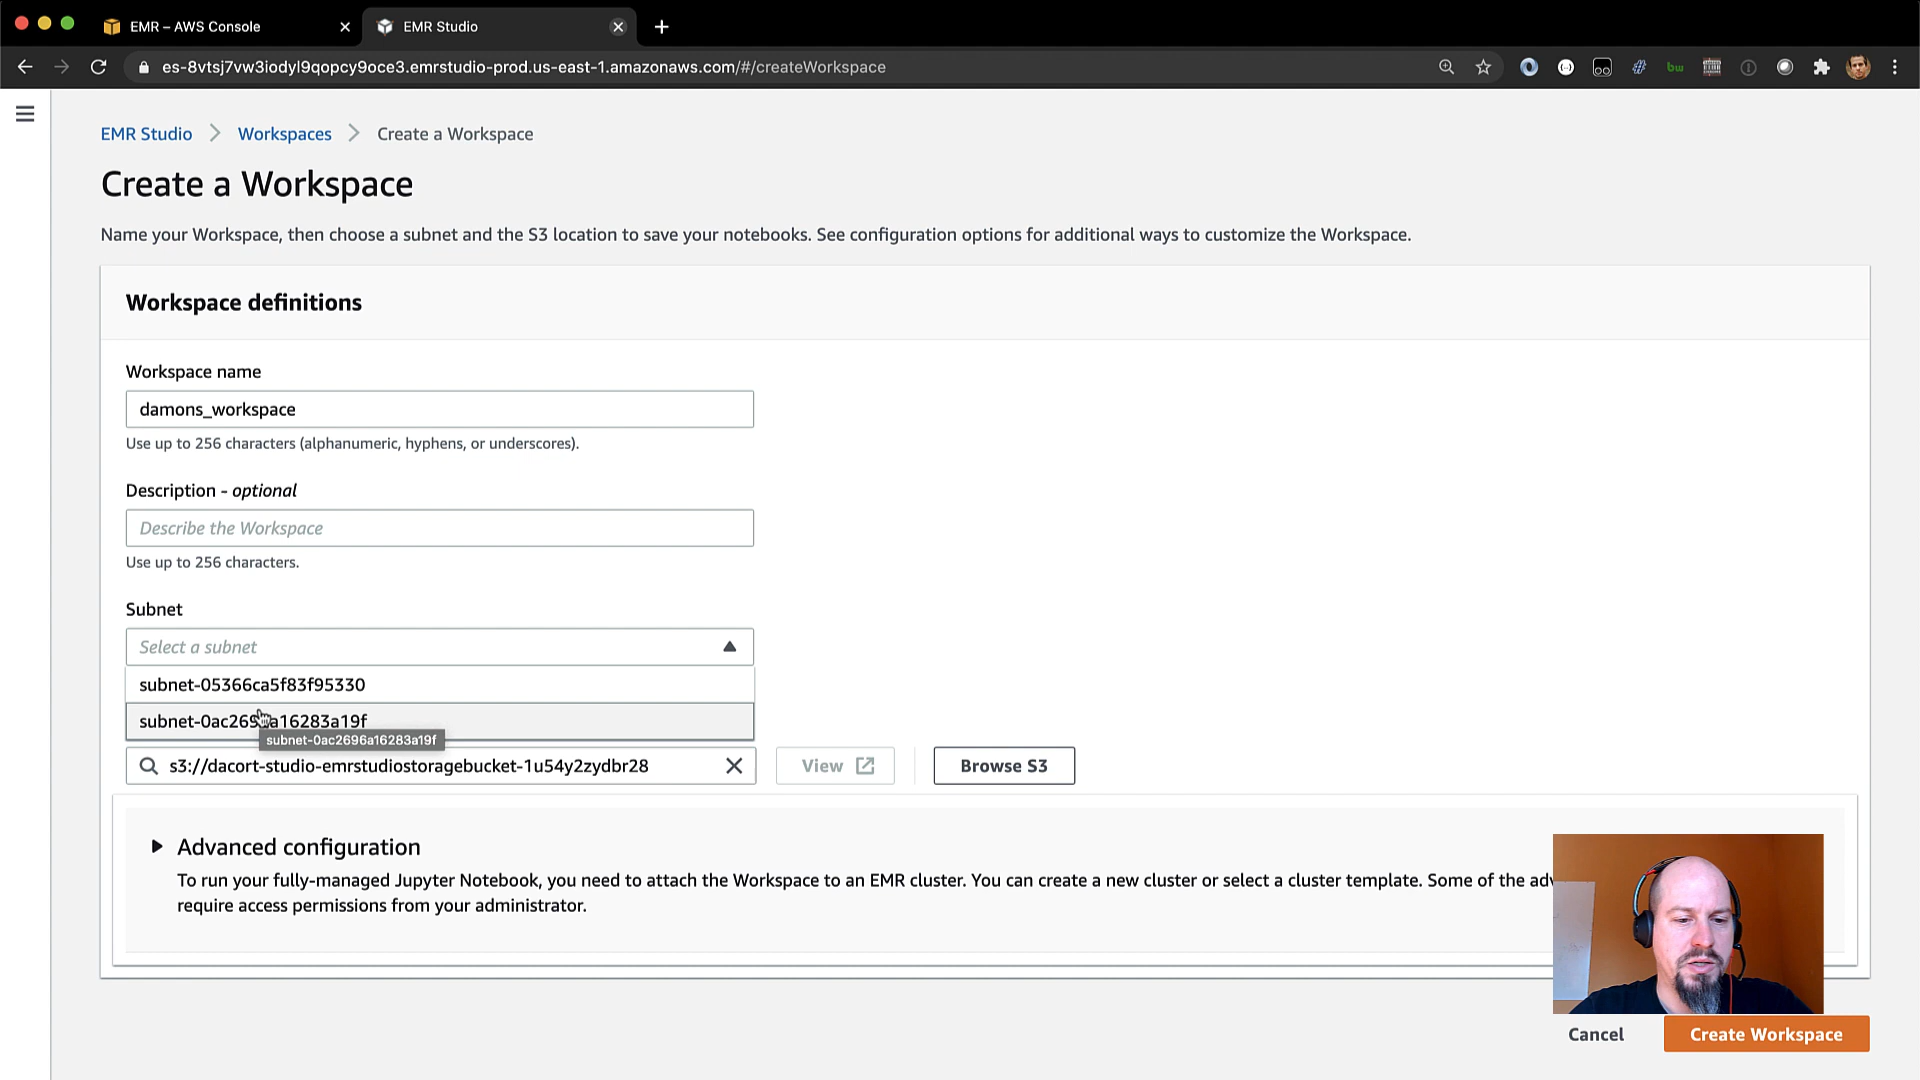 EMR – AWS Console
EMR Studio
es-8vtsj7vw3iodyl9qopcy9oce3.emrstudio-prod.us-east-1.amazonaws.com/#/createWorkspace
bw
EMR Studio
Workspaces
Create a Workspace
Create a Workspace
Name your Workspace, then choose a subnet and the S3 location to save your notebooks. See configuration options for additional ways to customize the Workspace.
Workspace definitions
Workspace name
damons_workspace
Use up to 256 characters (alphanumeric, hyphens, or underscores).
Description - optional
Describe the Workspace
Use up to 256 characters.
Subnet
Select a subnet
subnet-05366ca5f83f95330
subnet-0ac2696a16283a19f
subnet-0ac2696a16283a19f
s3://dacort-studio-emrstudiostoragebucket-1u54y2zydbr28
View
Browse S3
Advanced configuration
To run your fully-managed Jupyter Notebook, you need to attach the Workspace to an EMR cluster. You can create a new cluster or select a cluster template. Some of the adv
require access permissions from your administrator.
Cancel
Create Workspace